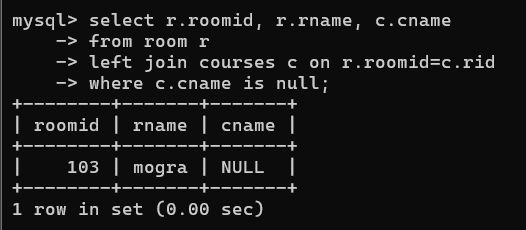 mysql> select r.roomid, r.rname, c.cname
    -> from room r
    -> left join courses c on r.roomid=c.rid
    -> where c.cname is null;
+--------+-------+-------+
| roomid | rname | cname |
+--------+-------+-------+
|    103 | mogra | NULL  |
+--------+-------+-------+
1 row in set (0.00 sec)